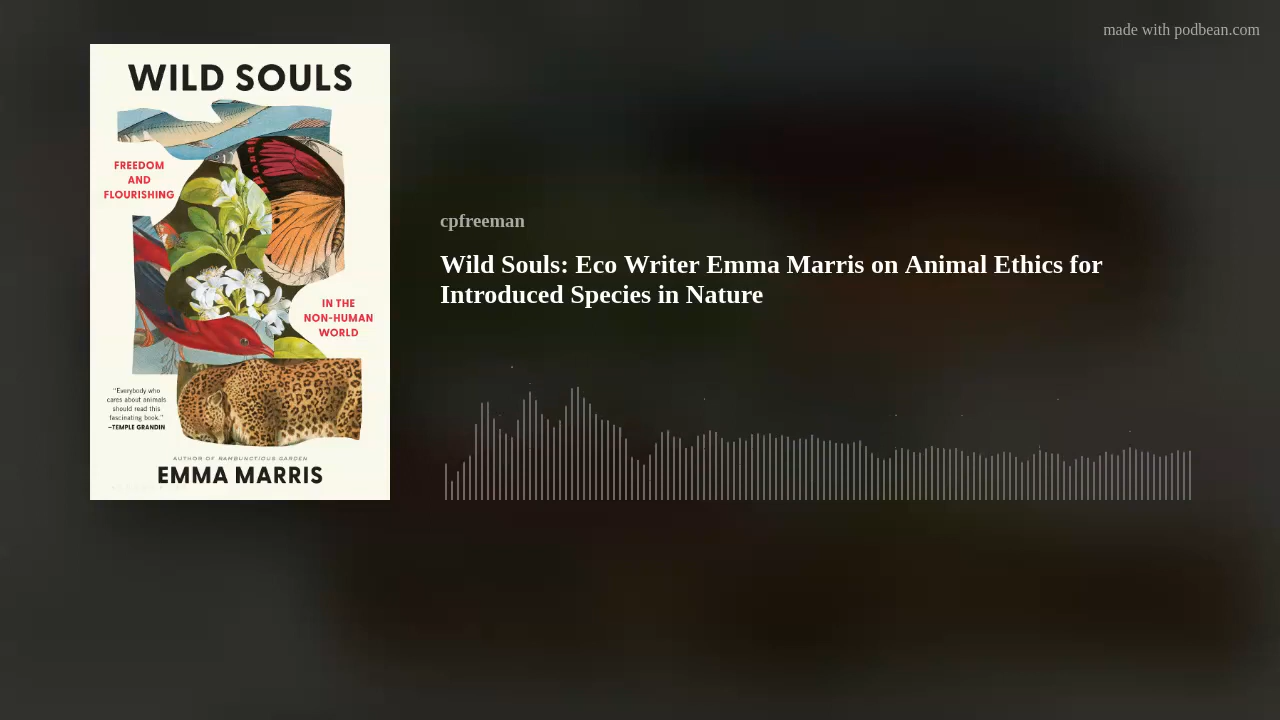 made with podbean.com
WILD SOULS
FREEDOM
AND
FLOURISHING
IN THE
NON-HUMAN
WORLD
"Everybody who
cares about animals
should read this
fascinating book."
–TEMPLE GRANDIN
AUTHOR OF RAMBUNCTIOUS GARDEN
EMMA MARRIS
cpfreeman
Wild Souls: Eco Writer Emma Marris on Animal Ethics for
Introduced Species in Nature